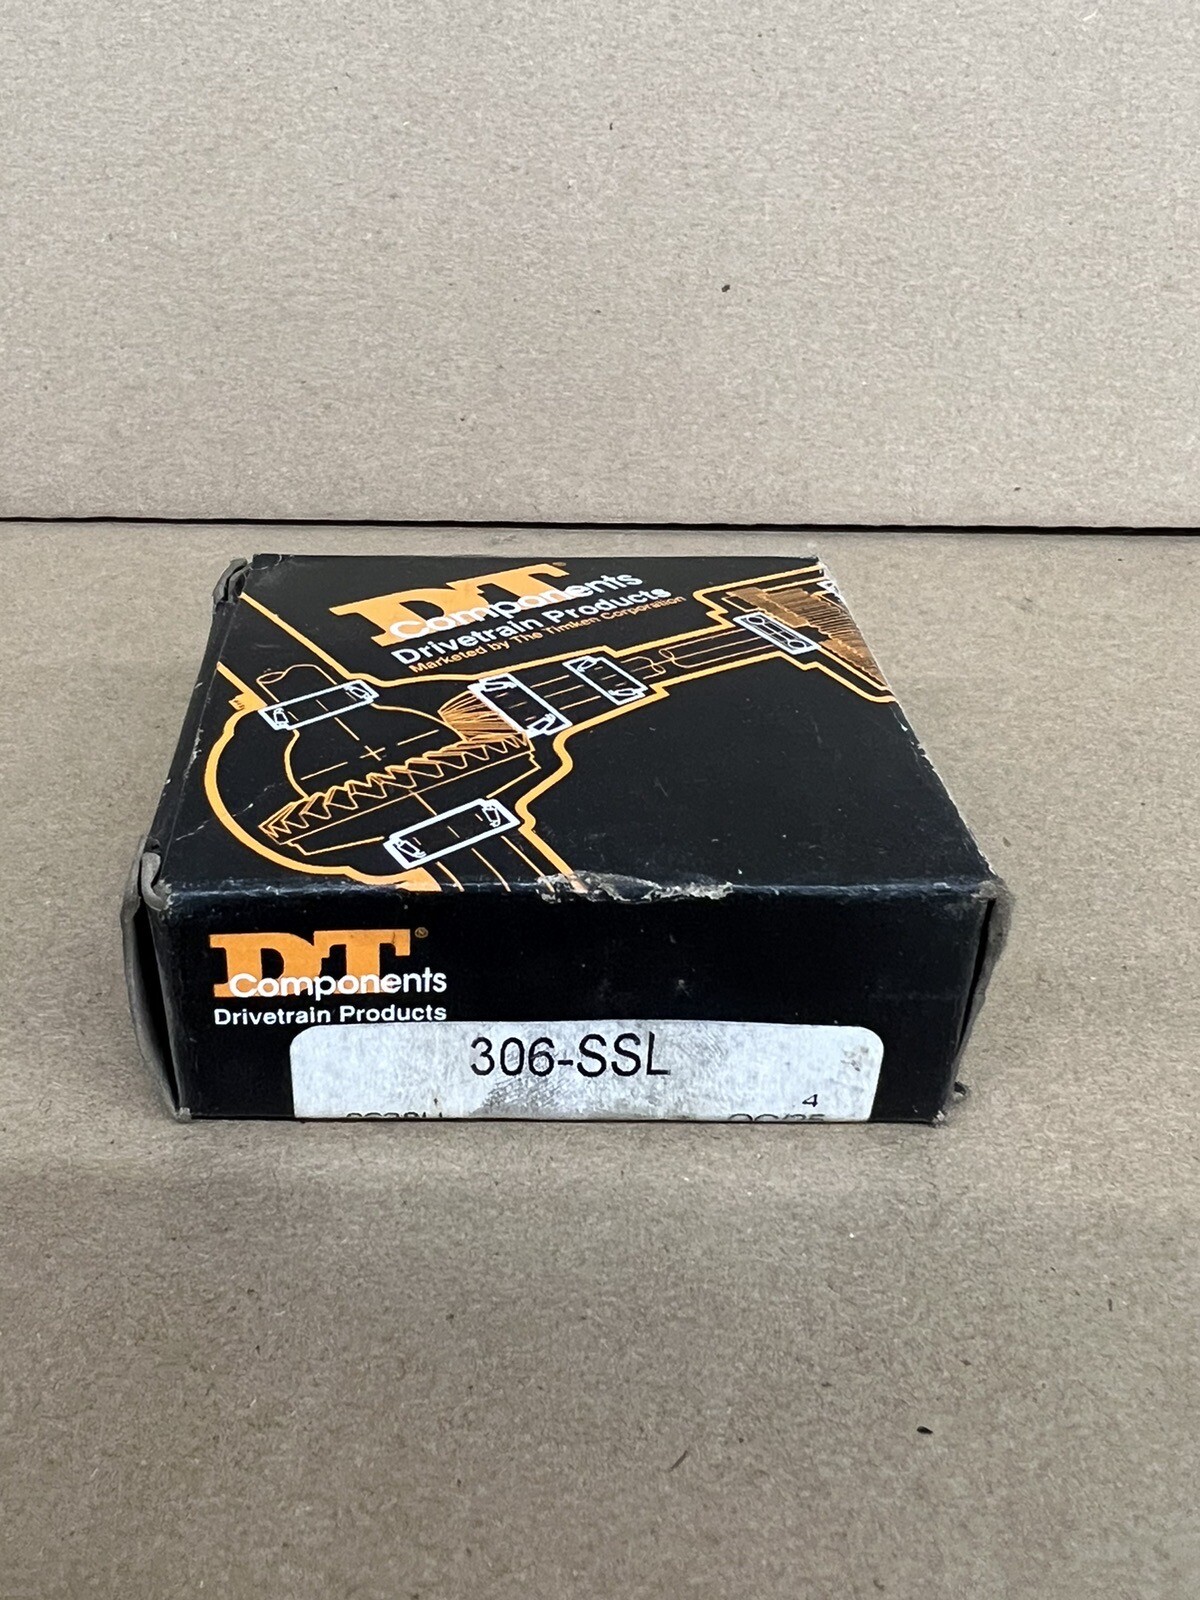 DT
Components
Drivetrain Products
Marketed by The Timken Corporation
DT®
Components
Drivetrain Products
306-SSL
4